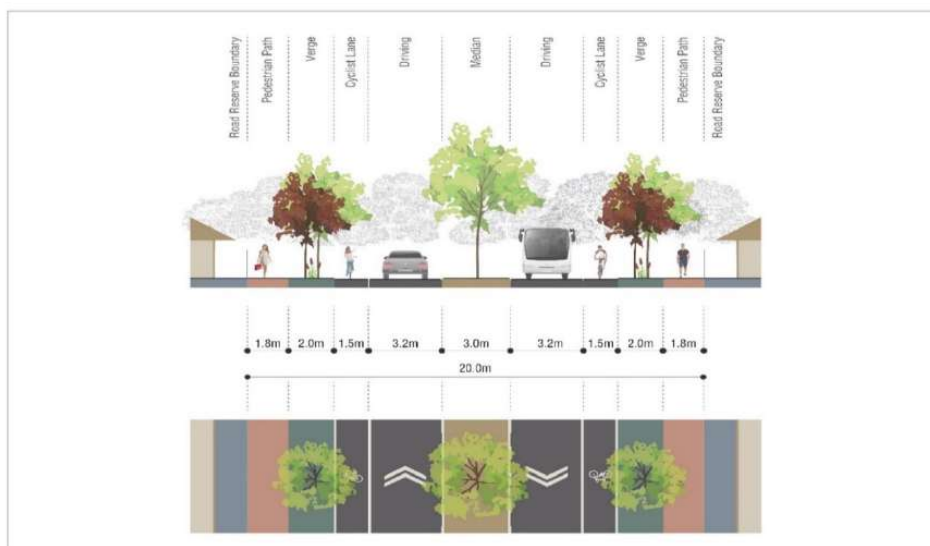 Road Reserve Boundary
Pedestrian Path
Verge
Cyclist Lane
Driving
Median
Driving
Cyclist Lane
Verge
Pedestrian Path
Road Reserve Boundary
1.8m 2.0m 1.5m 3.2m 3.0m 3.2m 1.5m 2.0m 1.8m
20.0m